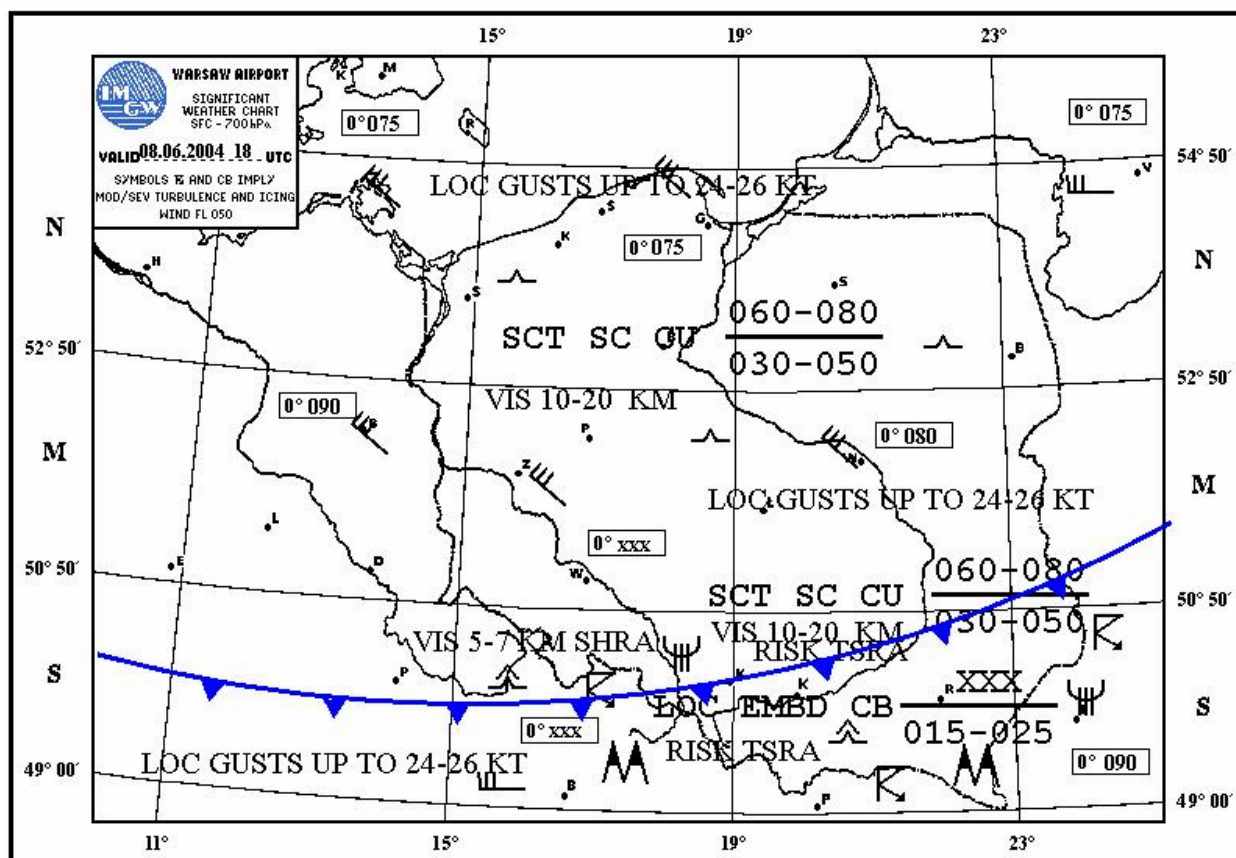 15° 19° 23°
IMGW
WARSAW AIRPORT
SIGNIFICANT
WEATHER CHART
SFC - 700 hPa
VALID 08.06.2004 18 UTC
SYMBOLS AND CB IMPLY
MOD/SEV TURBULENCE AND ICING
WIND FL 050
K M
0° 075
R
0° 075
54° 50'
V
LOC GUSTS UP TO 24-26 KT
S
G
N
K
0° 075
N
H
S
S
060-080
SCT SC CU
030-050
B
52° 50'
52° 50'
VIS 10-20 KM
0° 090
B
P
0° 080
M
Z
M
LOC GUSTS UP TO 24-26 KT
L
L
0° xxx
E
D
W
50° 50'
060-080
SCT SC CU
030-050
50° 50'
VIS 5-7 KM SHRA
VIS 10-20 KM
RISK TSRA
S
P
K
K
R
XXX
S
LOC EMBD CB
015-025
0° xxx
LOC GUSTS UP TO 24-26 KT
RISK TSRA
0° 090
49° 00'
B
P
49° 00'
11° 15° 19° 23°